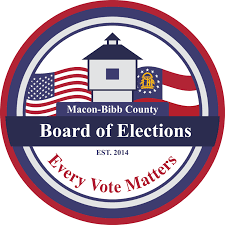 Macon-Bibb County
Board of Elections
EST. 2014
Every Vote Matters